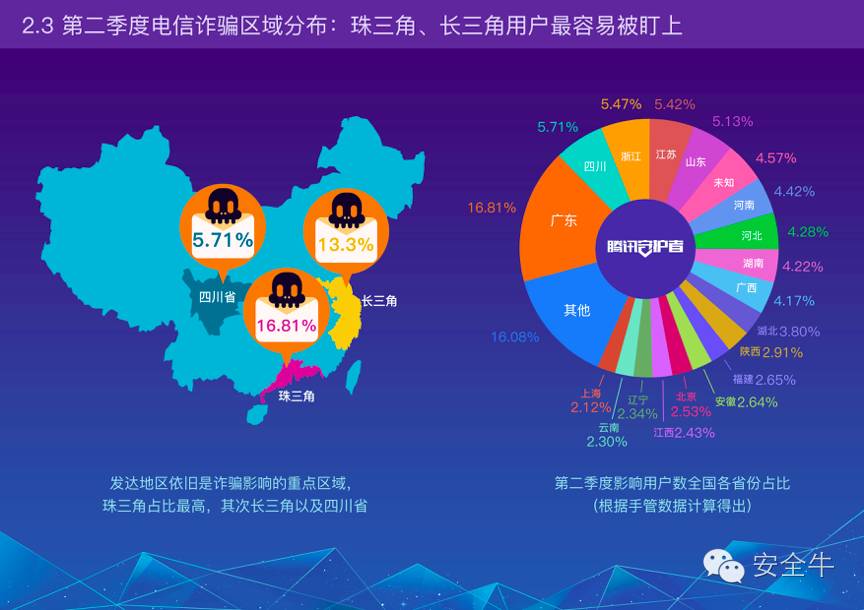 2.3 第二季度电信诈骗区域分布：珠三角、长三角用户最容易被盯上
5.71%
13.3%
16.81%
四川省
长三角
珠三角
发达地区依旧是诈骗影响的重点区域，
珠三角占比最高，其次长三角以及四川省
5.47%
5.42%
5.71%
5.13%
4.57%
16.81%
4.42%
4.28%
4.22%
4.17%
16.08%
浙江
江苏
四川
山东
未知
广东
河南
河北
湖南
广西
其他
腾讯守护者
湖北3.80%
陕西2.91%
福建2.65%
安徽2.64%
北京
2.53%
江西2.43%
辽宁
2.34%
云南
2.30%
上海
2.12%
第二季度影响用户数全国各省份占比
（根据手管数据计算得出）
安全牛